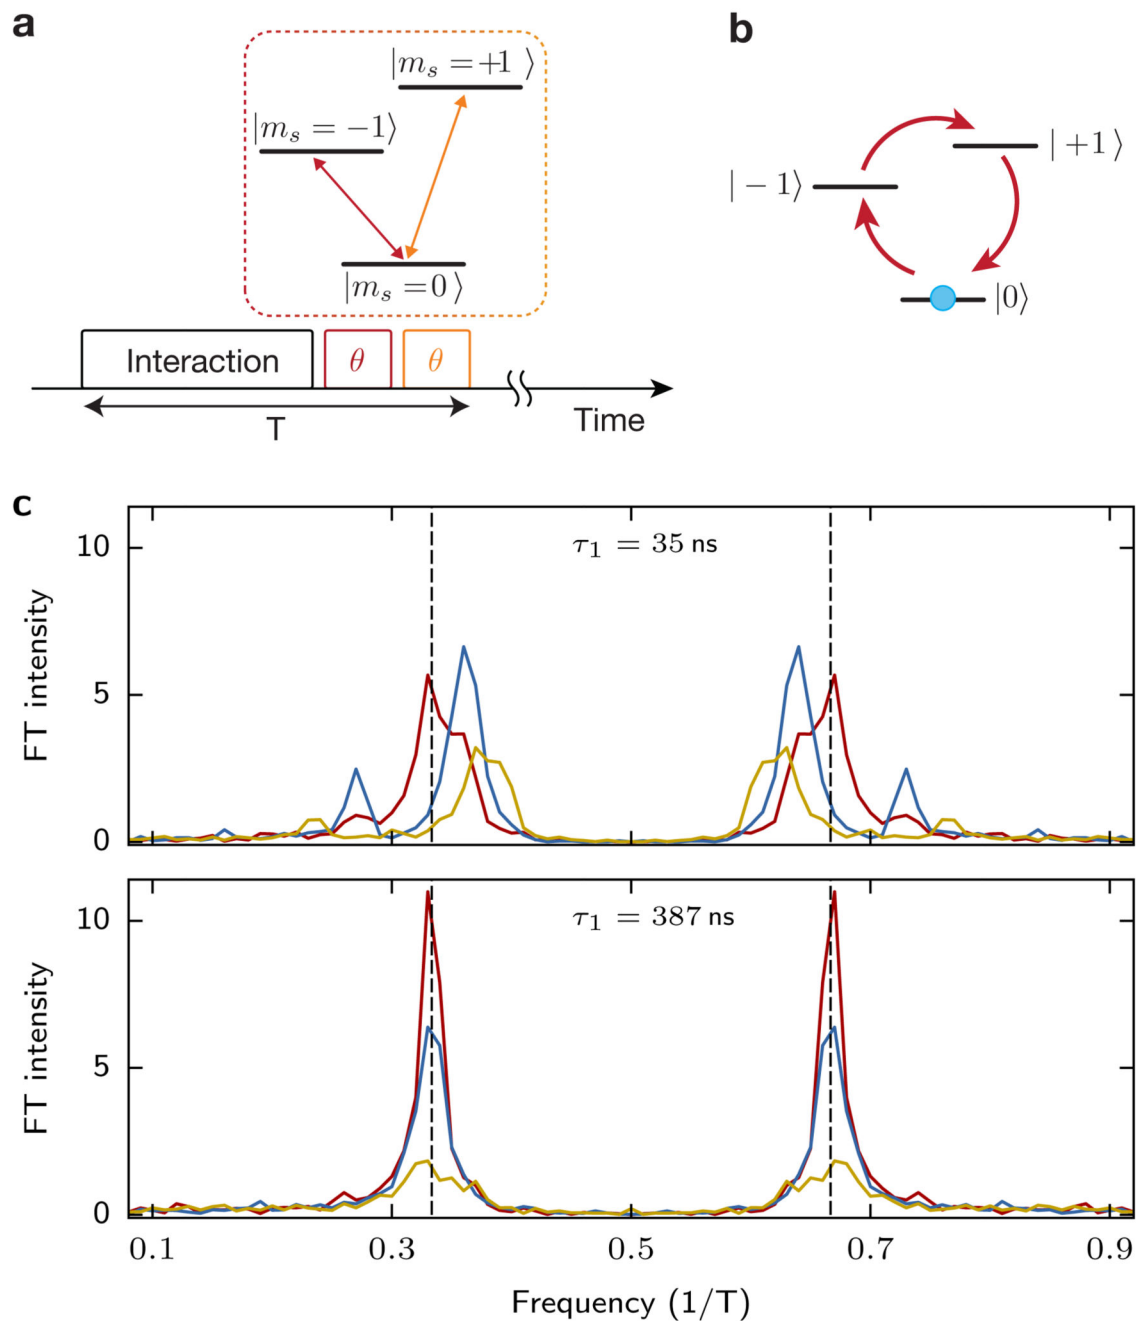 a
|m_s = +1 ⟩
|m_s = −1⟩
|m_s = 0 ⟩
Interaction θ θ
T
Time
b
| +1 ⟩
| − 1⟩
|0⟩
c
τ₁ = 35 ns
10
5
0
FT intensity
τ₁ = 387 ns
10
5
0
FT intensity
0.1 0.3 0.5 0.7 0.9
Frequency (1/T)